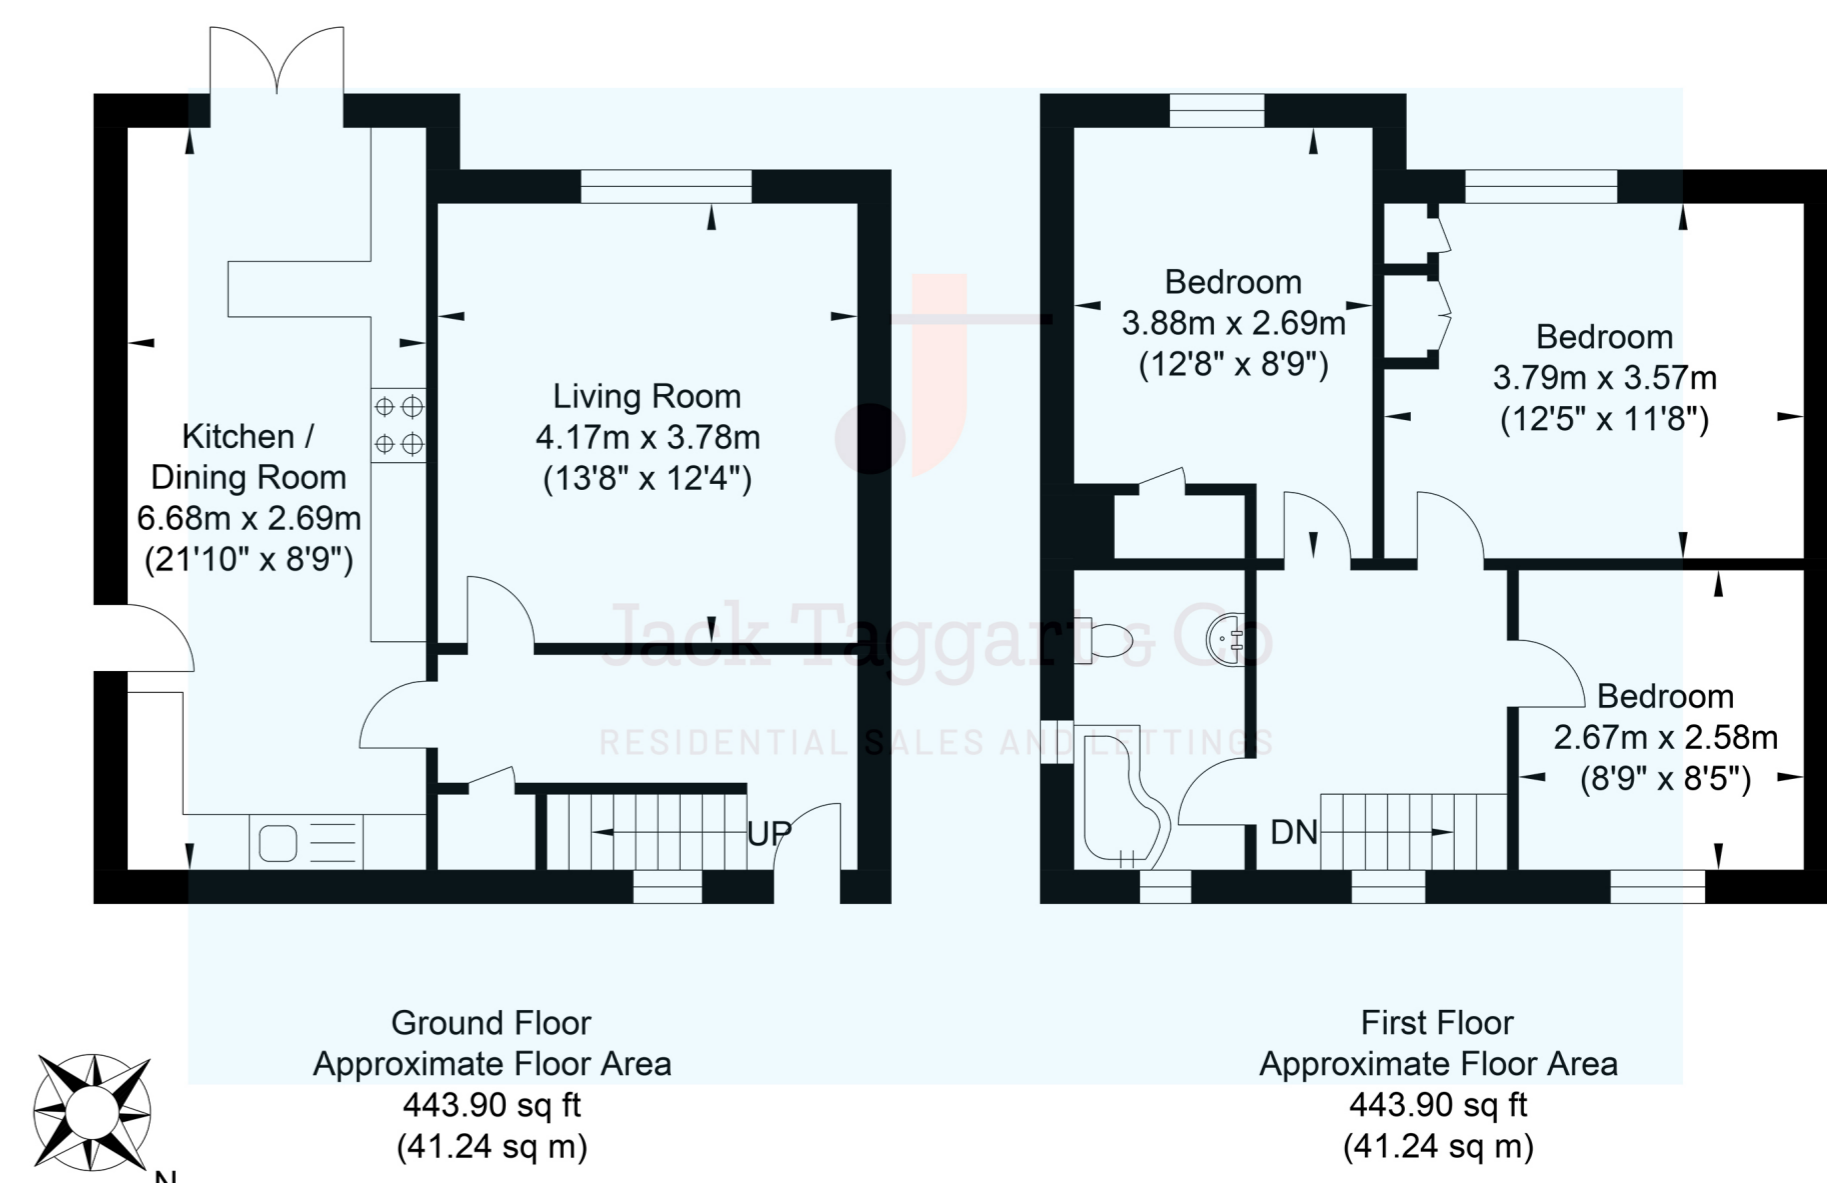 Kitchen /
Dining Room
6.68m x 2.69m
(21'10" x 8'9")
Living Room
4.17m x 3.78m
(13'8" x 12'4")
UP
Bedroom
3.88m x 2.69m
(12'8" x 8'9")
Bedroom
3.79m x 3.57m
(12'5" x 11'8")
Bedroom
2.67m x 2.58m
(8'9" x 8'5")
DN
Jack Taggart & Co
RESIDENTIAL SALES AND LETTINGS
Ground Floor
Approximate Floor Area
443.90 sq ft
(41.24 sq m)
First Floor
Approximate Floor Area
443.90 sq ft
(41.24 sq m)
N